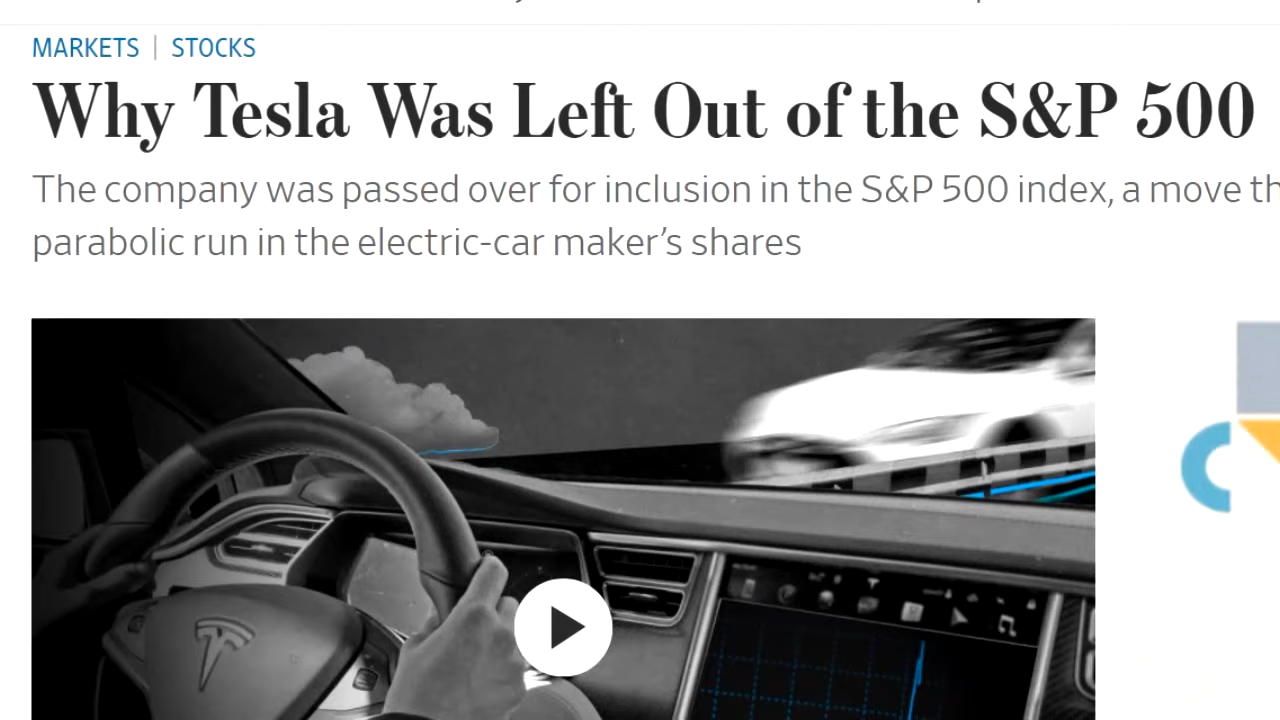 MARKETS | STOCKS
Why Tesla Was Left Out of the S&P 500
The company was passed over for inclusion in the S&P 500 index, a move
parabolic run in the electric-car maker’s shares